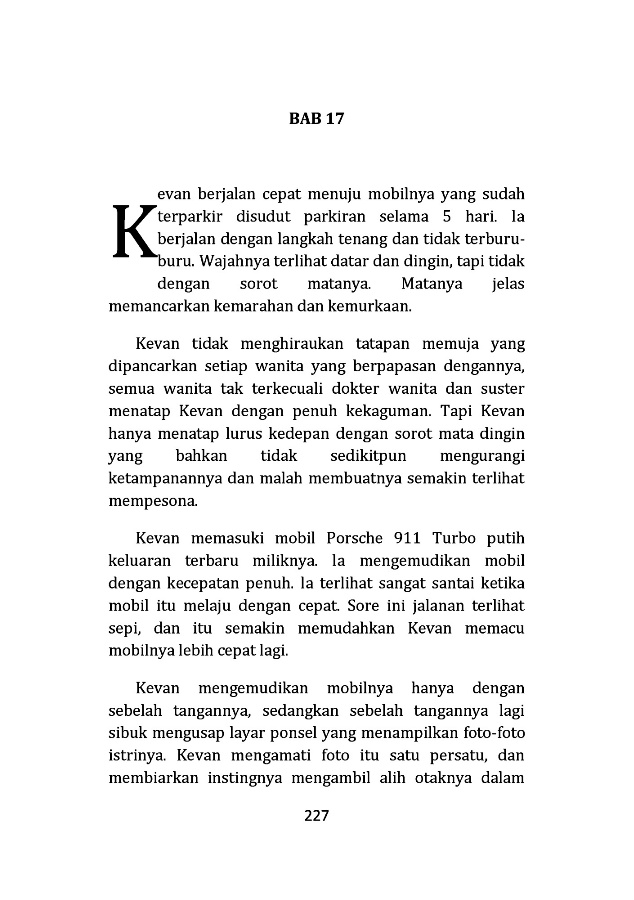 BAB 17
Kevan berjalan cepat menuju mobilnya yang sudah
terparkir disudut parkiran selama 5 hari. Ia
berjalan dengan langkah tenang dan tidak terburu-
buru. Wajahnya terlihat datar dan dingin, tapi tidak
dengan sorot matanya. Matanya jelas
memancarkan kemarahan dan kemurkaan.
Kevan tidak menghiraukan tatapan memuja yang
dipancarkan setiap wanita yang berpapasan dengannya,
semua wanita tak terkecuali dokter wanita dan suster
menatap Kevan dengan penuh kekaguman. Tapi Kevan
hanya menatap lurus kedepan dengan sorot mata dingin
yang bahkan tidak sedikitpun mengurangi
ketampanannya dan malah membuatnya semakin terlihat
mempesona.
Kevan memasuki mobil Porsche 911 Turbo putih
keluaran terbaru miliknya. Ia mengemudikan mobil
dengan kecepatan penuh. Ia terlihat sangat santai ketika
mobil itu melaju dengan cepat. Sore ini jalanan terlihat
sepi, dan itu semakin memudahkan Kevan memacu
mobilnya lebih cepat lagi.
Kevan mengemudikan mobilnya hanya dengan
sebelah tangannya, sedangkan sebelah tangannya lagi
sibuk mengusap layar ponsel yang menampilkan foto-foto
istrinya. Kevan mengamati foto itu satu persatu, dan
membiarkan instingnya mengambil alih otaknya dalam
227